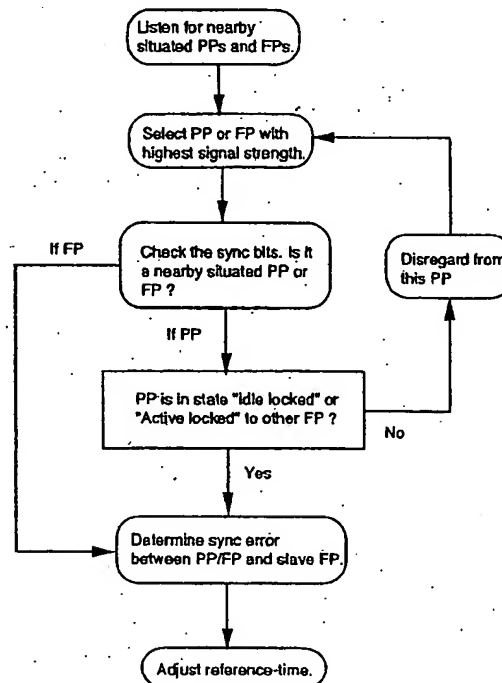 Listen for nearby
situated PPs and FPs.
Select PP or FP with
highest signal strength.
If FP
Check the sync bits. Is it
a nearby situated PP or
FP ?
Disregard from
this PP
If PP
PP is in state "Idle locked" or
"Active locked" to other FP ?
No
Yes
Determine sync error
between PP/FP and slave FP.
Adjust reference-time.